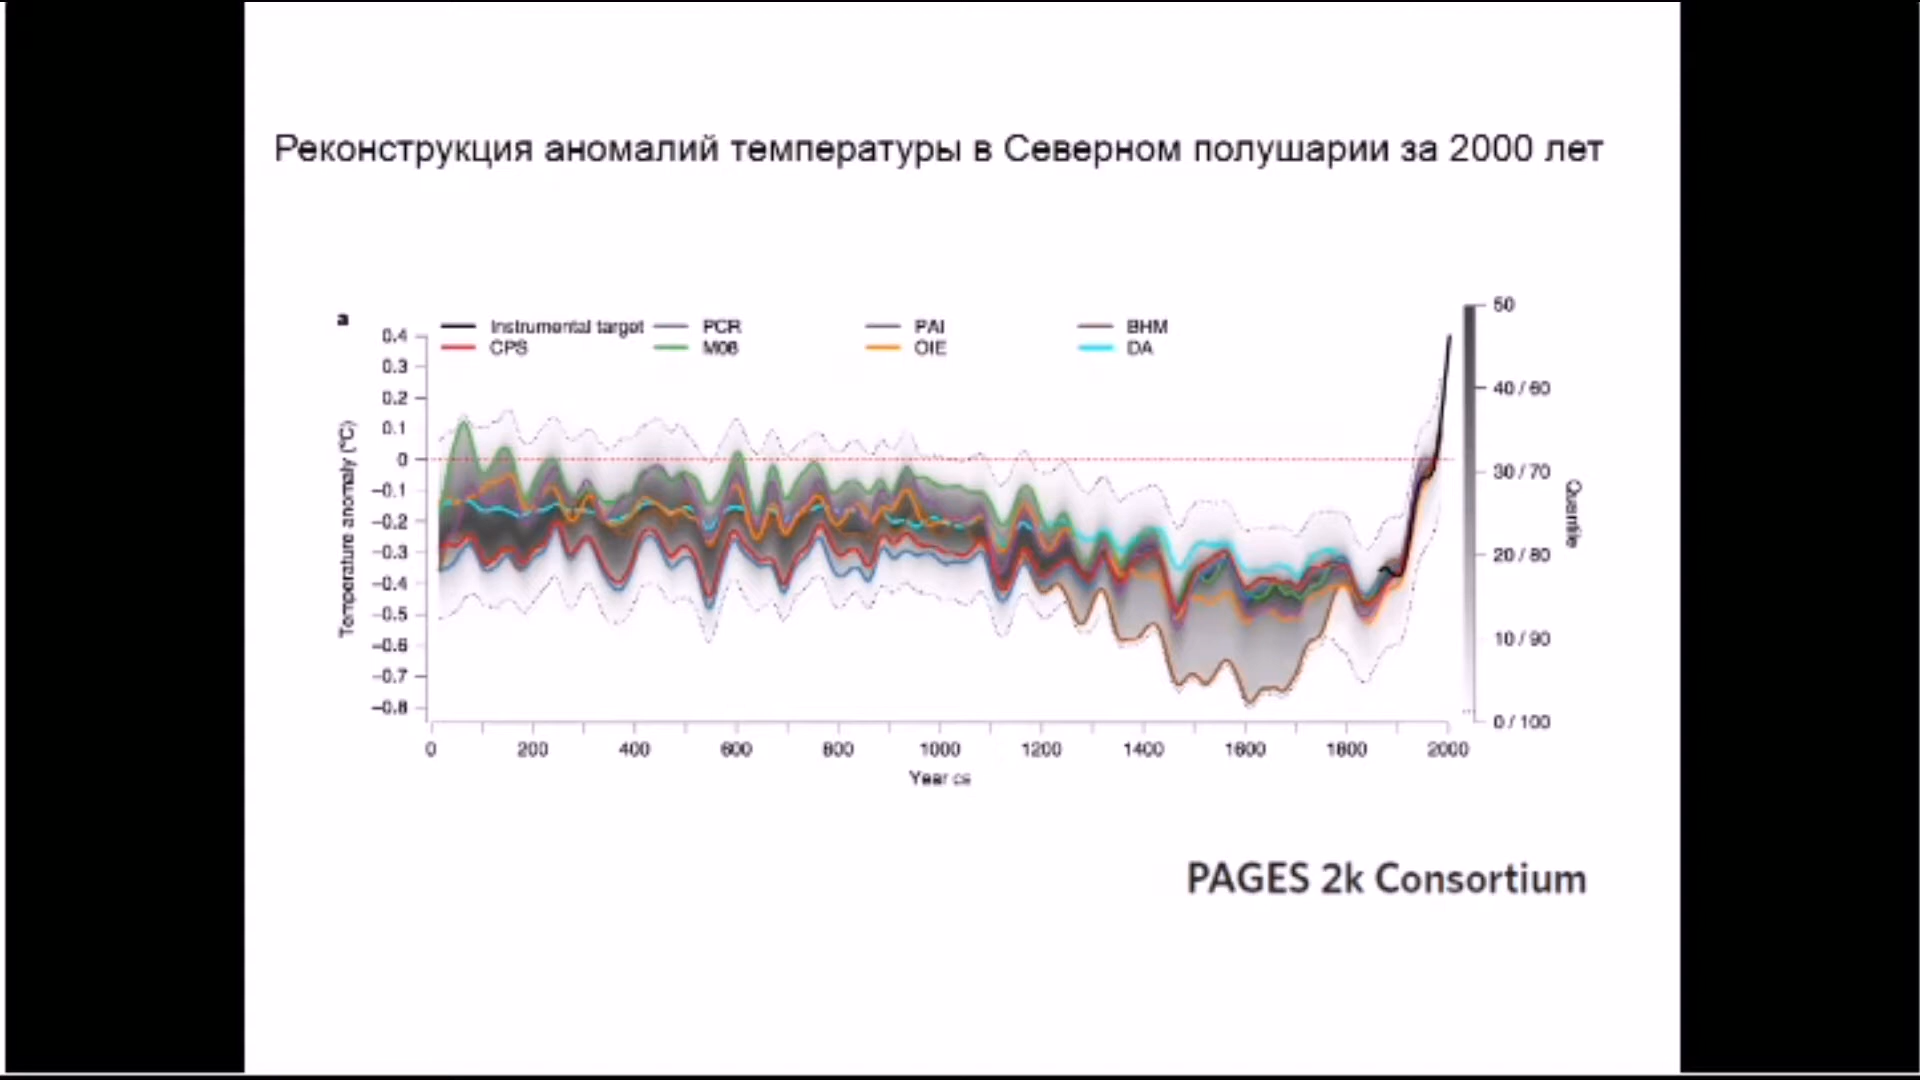 Реконструкция аномалий температуры в Северном полушарии за 2000 лет
a
Instrumental target PCR PAI BHM
CPS M08 OIE DA
0.4
0.3
0.2
0.1
0
−0.1
−0.2
−0.3
−0.4
−0.5
−0.6
−0.7
−0.8
Temperature anomaly (°C)
0 200 400 600 800 1000 1200 1400 1600 1800 2000
Year CE
50
40 / 60
30 / 70
20 / 80
10 / 90
0 / 100
Quantile
PAGES 2k Consortium